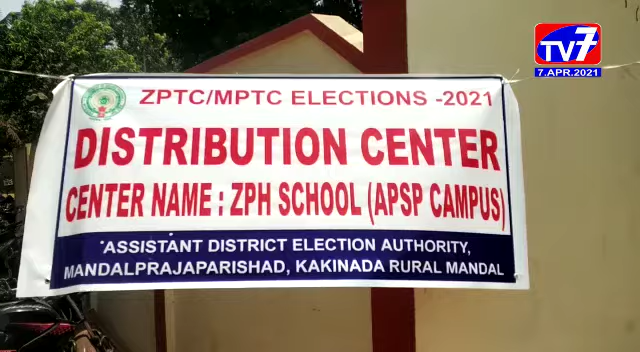 TV7
7.APR.2021
ZPTC/MPTC ELECTIONS -2021
DISTRIBUTION CENTER
CENTER NAME : ZPH SCHOOL (APSP CAMPUS)
ASSISTANT DISTRICT ELECTION AUTHORITY,
MANDALPRAJAPARISHAD, KAKINADA RURAL MANDAL